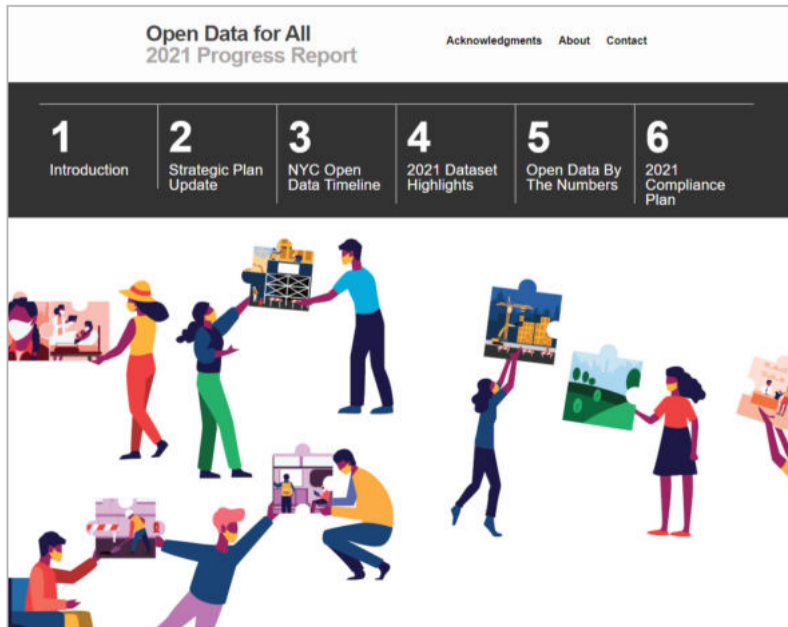 Open Data for All
2021 Progress Report
Acknowledgments About Contact
1
Introduction
2
Strategic Plan
Update
3
NYC Open
Data Timeline
4
2021 Dataset
Highlights
5
Open Data By
The Numbers
6
2021
Compliance
Plan